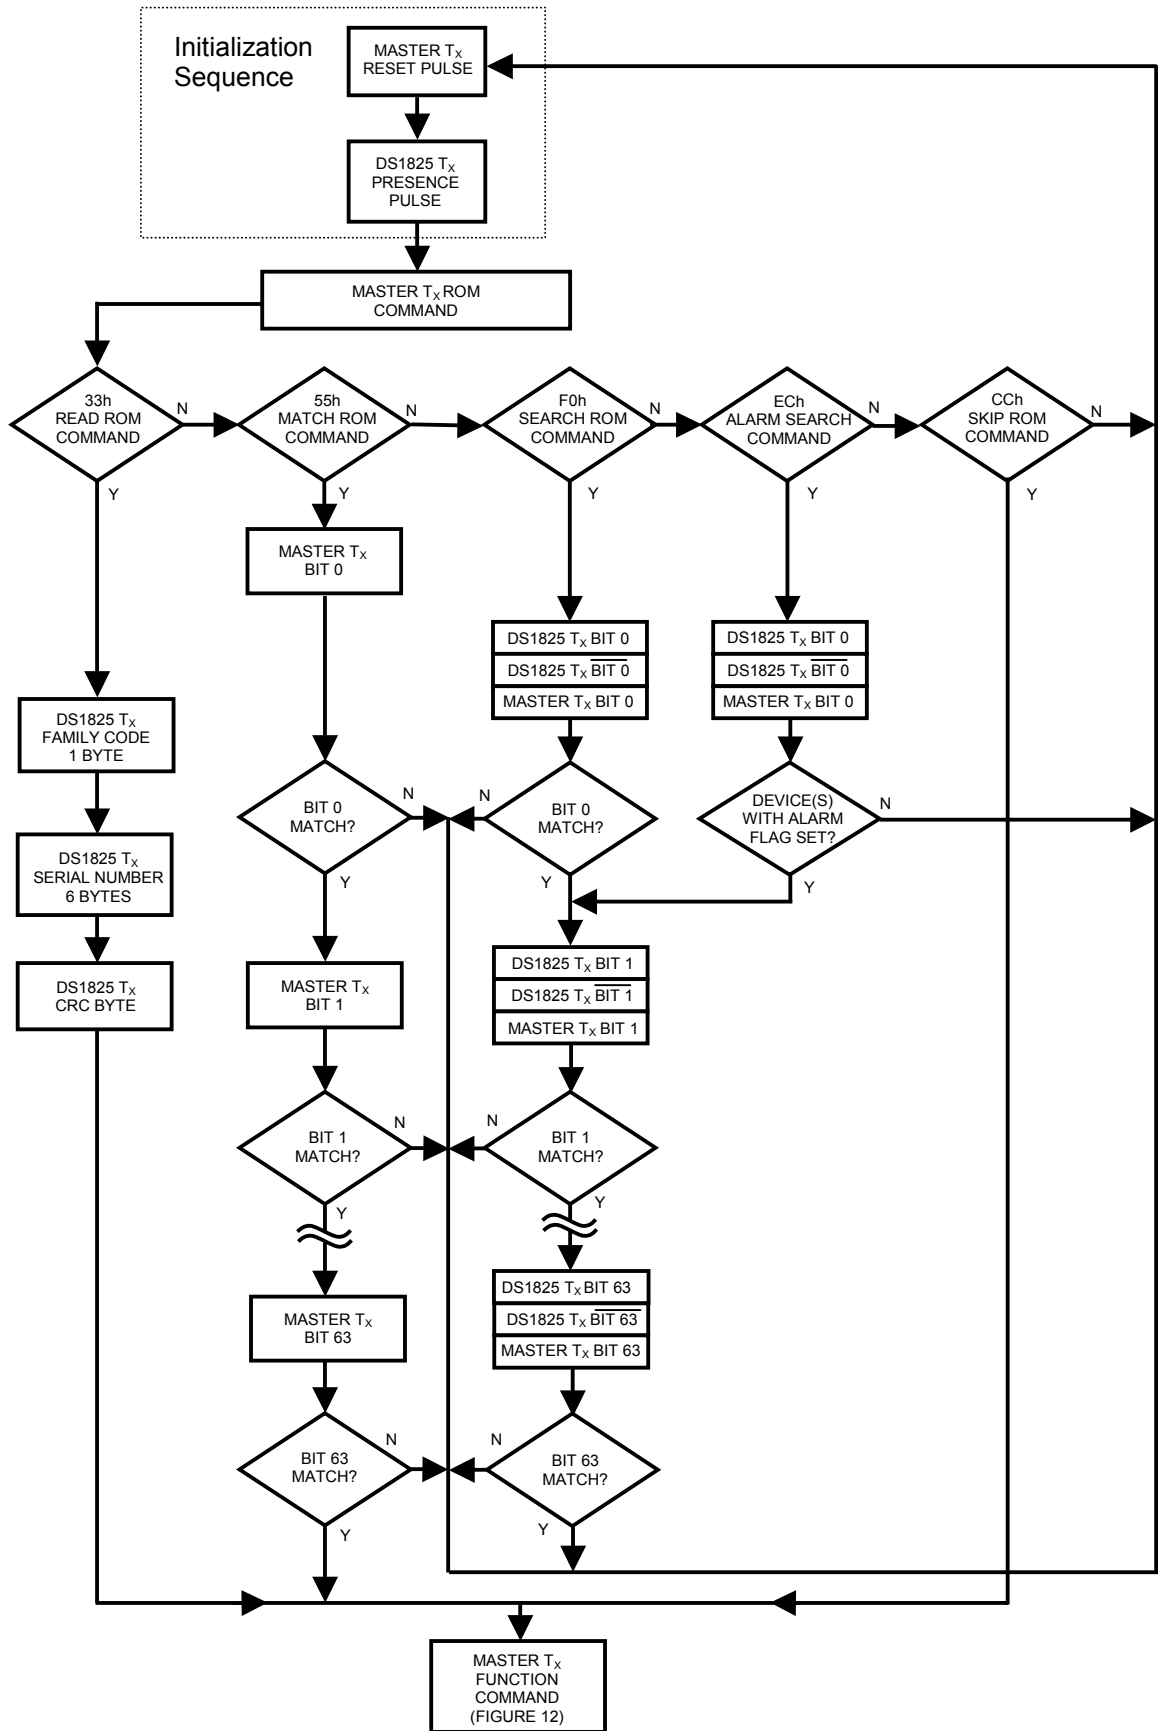 Initialization
Sequence
MASTER TX
RESET PULSE
DS1825 TX
PRESENCE
PULSE
MASTER TX ROM
COMMAND
33h
READ ROM
COMMAND
N
Y
55h
MATCH ROM
COMMAND
N
Y
F0h
SEARCH ROM
COMMAND
N
Y
ECh
ALARM SEARCH
COMMAND
N
Y
CCh
SKIP ROM
COMMAND
N
Y
MASTER TX
BIT 0
DS1825 TX BIT 0
DS1825 TX BIT 0
MASTER TX BIT 0
DS1825 TX BIT 0
DS1825 TX BIT 0
MASTER TX BIT 0
DS1825 TX
FAMILY CODE
1 BYTE
BIT 0
MATCH?
N
Y
BIT 0
MATCH?
N
Y
DEVICE(S)
WITH ALARM
FLAG SET?
N
Y
DS1825 TX
SERIAL NUMBER
6 BYTES
DS1825 TX
CRC BYTE
MASTER TX
BIT 1
DS1825 TX BIT 1
DS1825 TX BIT 1
MASTER TX BIT 1
BIT 1
MATCH?
N
Y
BIT 1
MATCH?
N
Y
MASTER TX
BIT 63
DS1825 TX BIT 63
DS1825 TX BIT 63
MASTER TX BIT 63
BIT 63
MATCH?
N
Y
BIT 63
MATCH?
N
Y
MASTER TX
FUNCTION
COMMAND
(FIGURE 12)